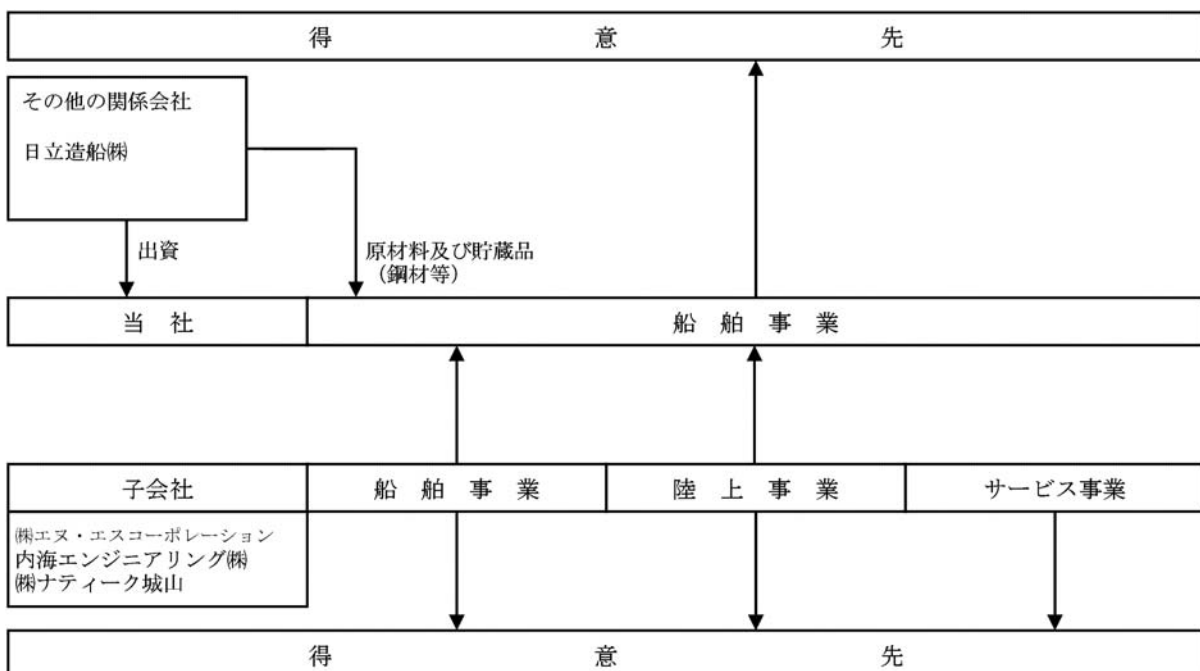 得意先
その他の関係会社
日立造船㈱
出資
原材料及び貯蔵品
（鋼材等）
当社
船舶事業
子会社
船舶事業
陸上事業
サービス事業
㈱エヌ・エスコーポレーション
内海エンジニアリング㈱
㈱ナティーク城山
得意先